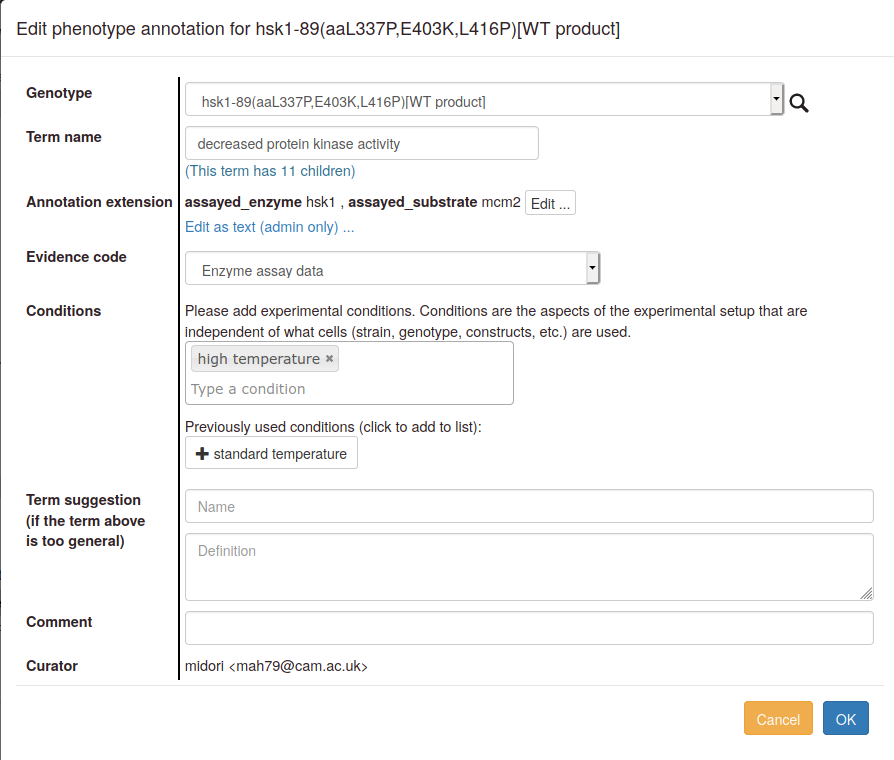 Edit phenotype annotation for hsk1-89(aaL337P,E403K,L416P)[WT product]
Genotype
hsk1-89(aaL337P,E403K,L416P)[WT product]
Term name
decreased protein kinase activity
(This term has 11 children)
Annotation extension
assayed_enzyme hsk1 , assayed_substrate mcm2 Edit ...
Edit as text (admin only) ...
Evidence code
Enzyme assay data
Conditions
Please add experimental conditions. Conditions are the aspects of the experimental setup that are
independent of what cells (strain, genotype, constructs, etc.) are used.
high temperature ×
Type a condition
Previously used conditions (click to add to list):
+ standard temperature
Term suggestion
(if the term above
is too general)
Name
Definition
Comment
Curator
midori <mah79@cam.ac.uk>
Cancel OK